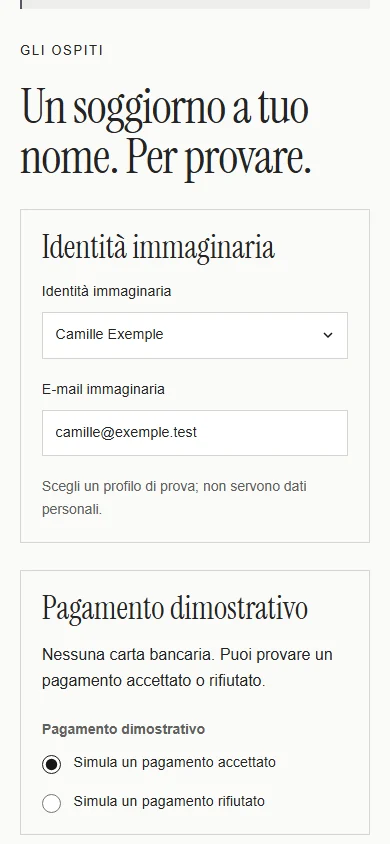 GLI OSPITI
Un soggiorno a tuo
nome. Per provare.
Identità immaginaria
Identità immaginaria
Camille Exemple
E-mail immaginaria
camille@exemple.test
Scegli un profilo di prova; non servono dati
personali.
Pagamento dimostrativo
Nessuna carta bancaria. Puoi provare un
pagamento accettato o rifiutato.
Pagamento dimostrativo
Simula un pagamento accettato
Simula un pagamento rifiutato